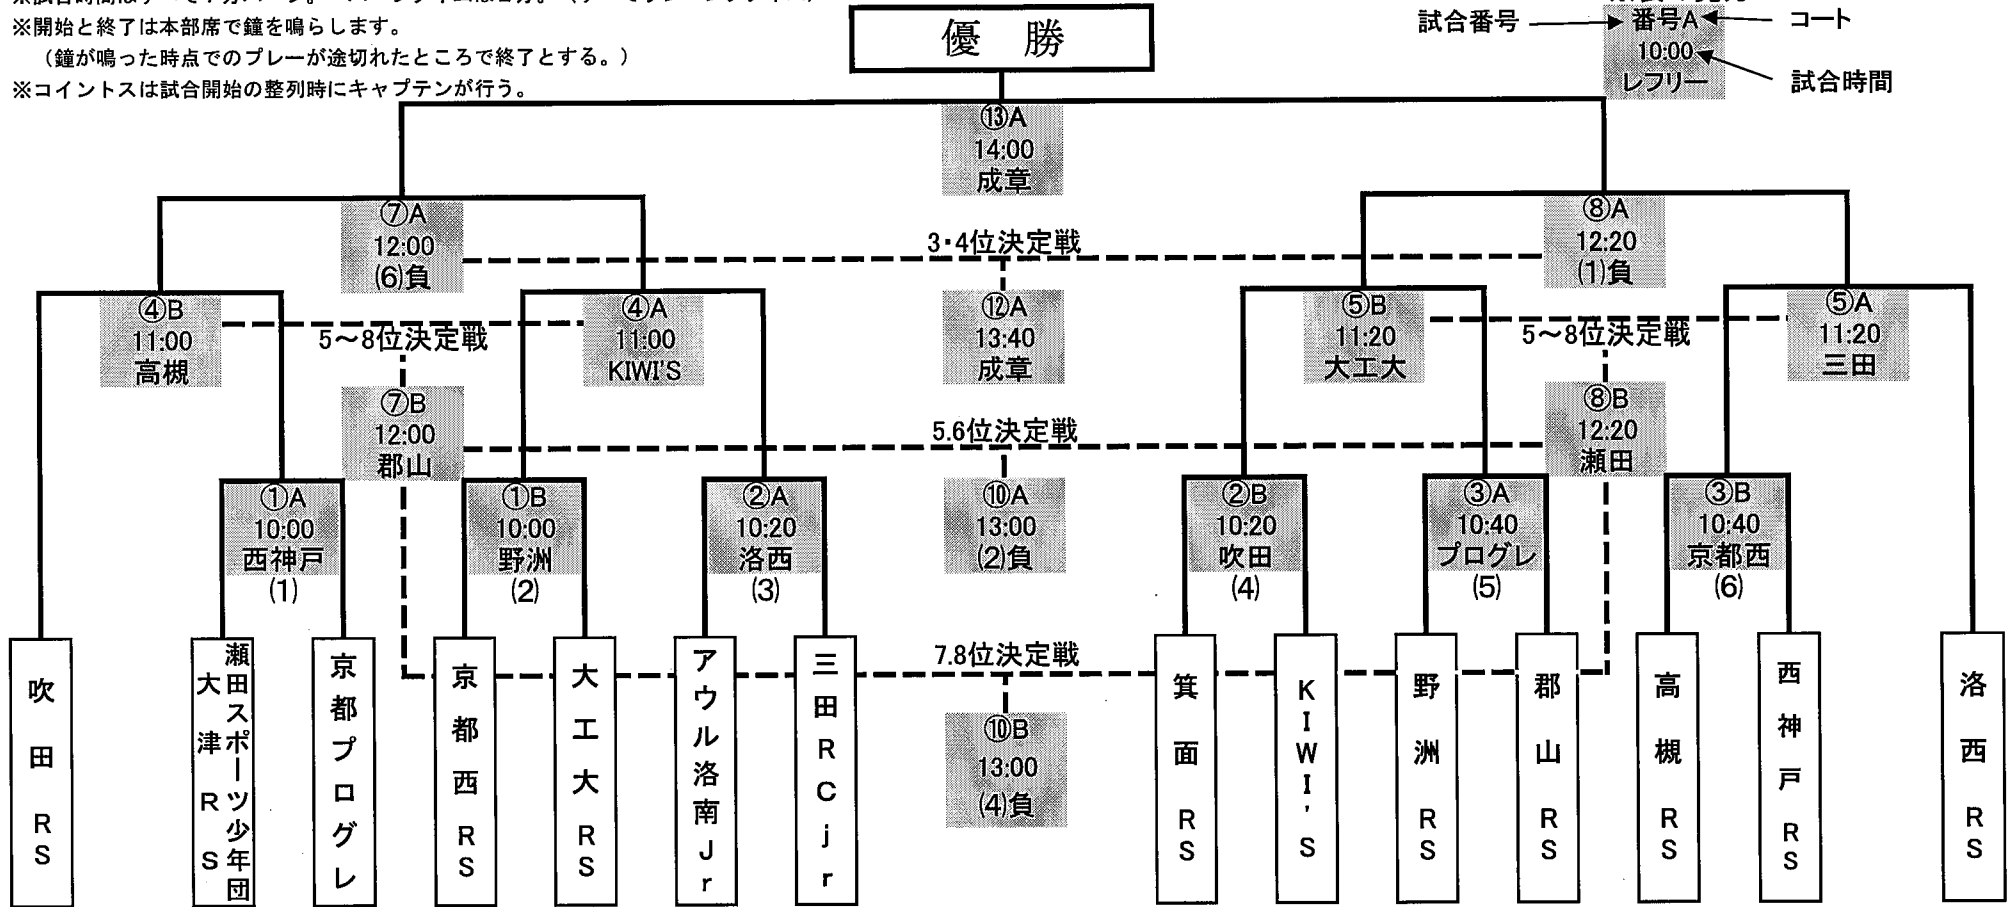 ※開始と終了は本部席で鐘を鳴らします。
（鐘が鳴った時点でのプレーが途切れたところで終了とする。）
※コイントスは試合開始の整列時にキャプテンが行う。
優 勝
試合番号
番号A
コート
10:00
レフリー
試合時間
⑬A
14:00
成章
⑦A
12:00
(6)負
3・4位決定戦
⑧A
12:20
(1)負
④B
11:00
高槻
5～8位決定戦
④A
11:00
KIWI'S
⑫A
13:40
成章
⑤B
11:20
大工大
5～8位決定戦
⑤A
11:20
三田
⑦B
12:00
郡山
5.6位決定戦
⑧B
12:20
瀬田
①A
10:00
西神戸
(1)
①B
10:00
野洲
(2)
②A
10:20
洛西
(3)
⑩A
13:00
(2)負
②B
10:20
吹田
(4)
③A
10:40
プログレ
(5)
③B
10:40
京都西
(6)
7.8位決定戦
⑩B
13:00
(4)負
吹田RS
瀬田スポーツ少年団
大津RS
京都プログレ
京都西RS
大工大RS
アウル洛南Jr
三田RCjr
箕面RS
KIWI'S
野洲RS
郡山RS
高槻RS
西神戸RS
洛西RS